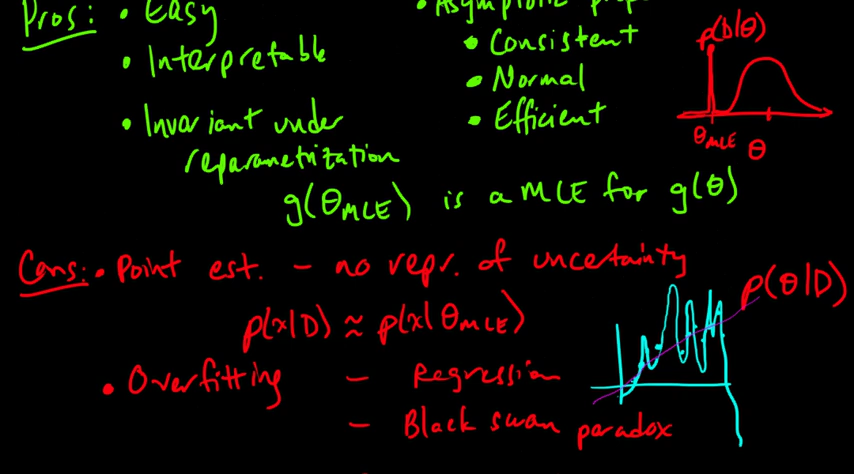 Pros: • Easy
• Interpretable
• Invariant under
reparametrization
g(θMLE) is a MLE for g(θ)
• Asymptotic
• Consistent
• Normal
• Efficient
p(D|θ)
θMLE θ
Cons: • Point est. - no repr. of uncertainty
p(x|D) ≈ p(x|θMLE)
p(θ|D)
• Overfitting - Regression
- Black swan paradox